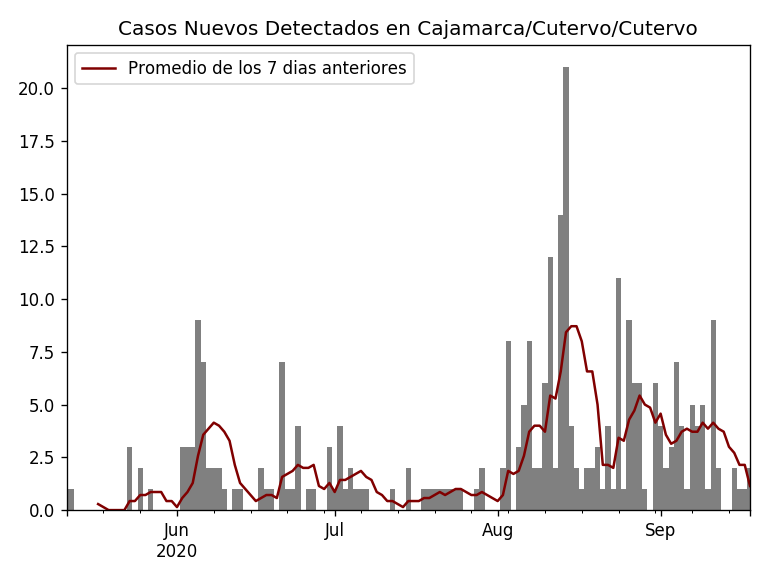 Casos Nuevos Detectados en Cajamarca/Cutervo/Cutervo
Promedio de los 7 dias anteriores
20.0
17.5
15.0
12.5
10.0
7.5
5.0
2.5
0.0
Jun
2020
Jul
Aug
Sep